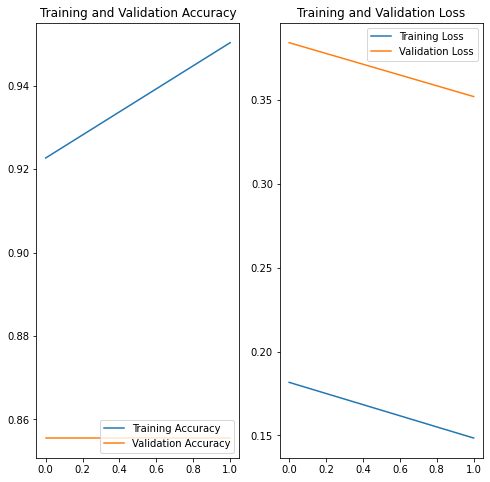 Training and Validation Accuracy
0.94
0.92
0.90
0.88
0.86
Training Accuracy
Validation Accuracy
0.0 0.2 0.4 0.6 0.8 1.0
Training and Validation Loss
Training Loss
Validation Loss
0.35
0.30
0.25
0.20
0.15
0.0 0.2 0.4 0.6 0.8 1.0